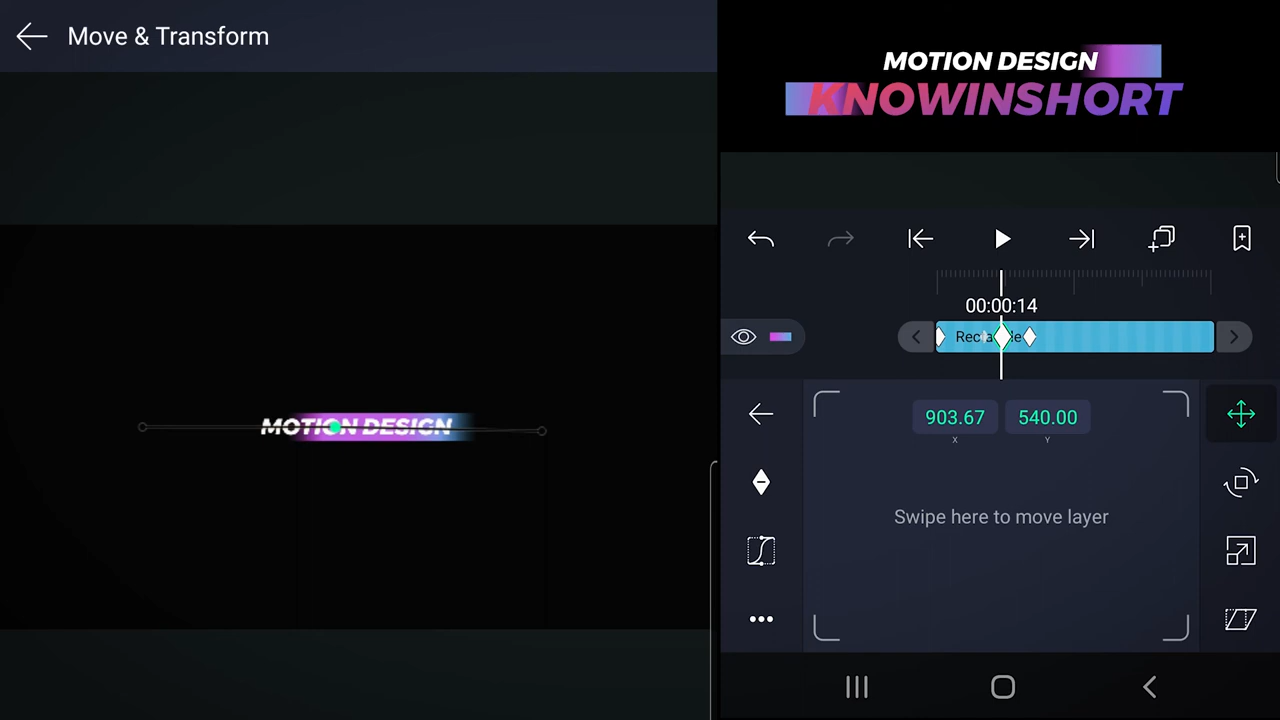 Move & Transform
MOTION DESIGN
MOTION DESIGN
KNOWINSHORT
00:00:14
Rectangle
903.67
540.00
X
Y
Swipe here to move layer